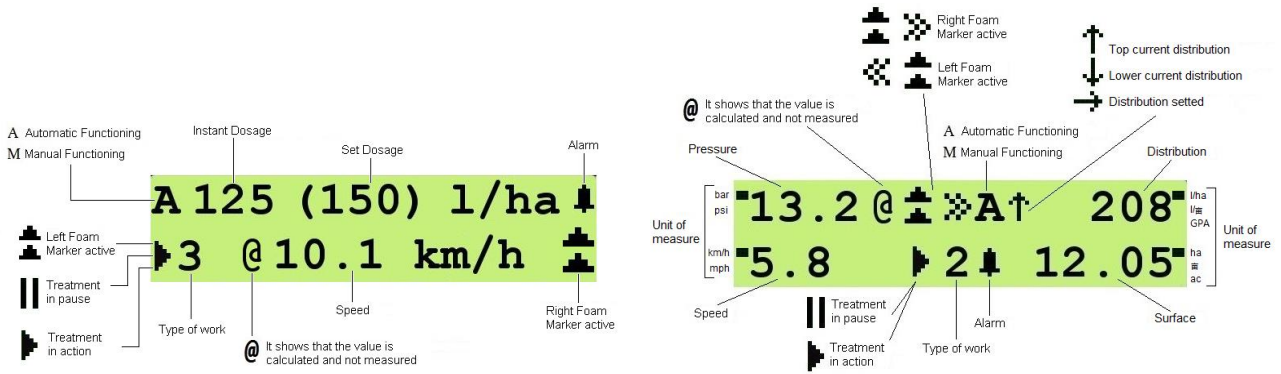 A Automatic Functioning
M Manual Functioning
Instant Dosage
Set Dosage
Alarm
A 125 (150) l/ha
3 @ 10.1 km/h
Left Foam
Marker active
Treatment
in pause
Treatment
in action
Type of work
@ It shows that the value is
calculated and not measured
Speed
Right Foam
Marker active
Right Foam
Marker active
Left Foam
Marker active
Top current distribution
Lower current distribution
Distribution setted
@ It shows that the value is
calculated and not measured
A Automatic Functioning
M Manual Functioning
Pressure
Distribution
Unit of
measure
bar
psi
km/h
mph
13.2 @ A 208
5.8 2 12.05
l/ha
GPA
ha
ac
Unit of
measure
Speed
Treatment
in pause
Treatment
in action
Type of work
Alarm
Surface